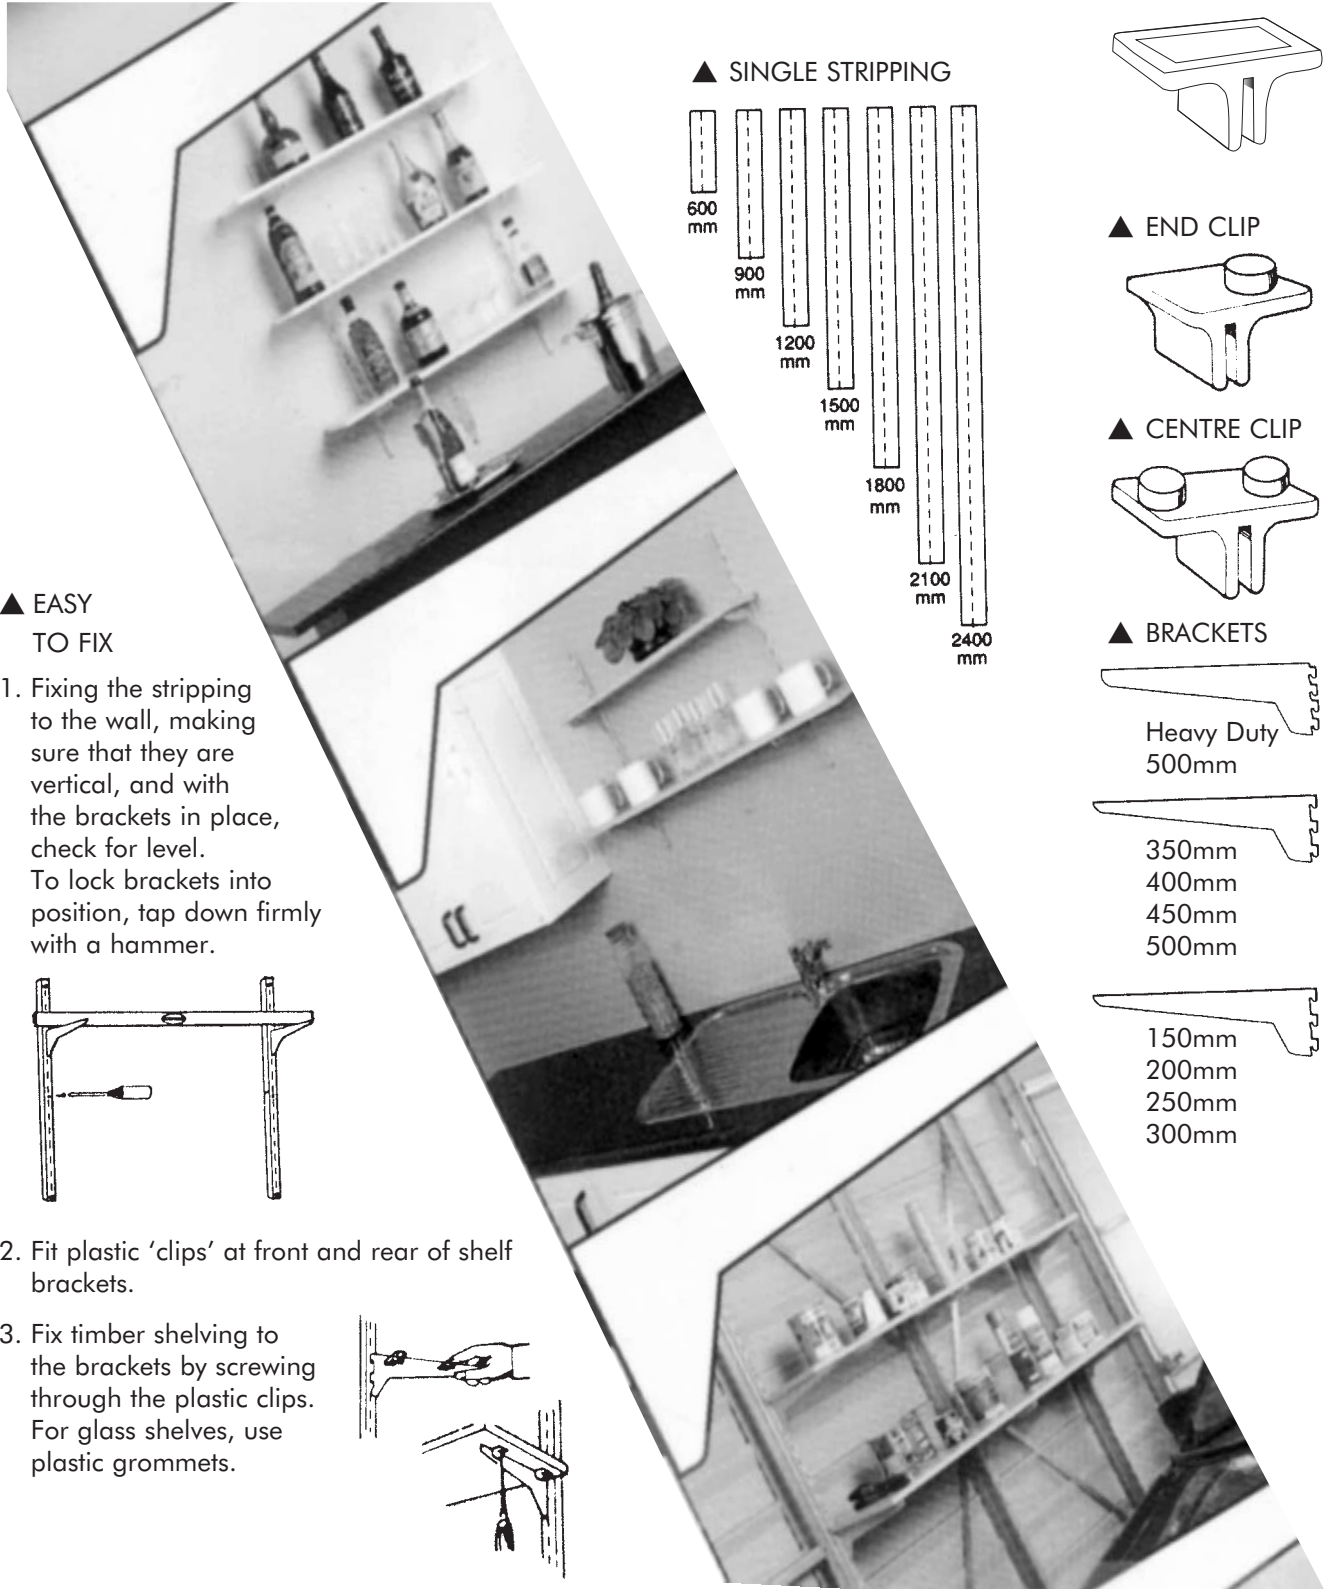 ▲ SINGLE STRIPPING
600
mm
900
mm
1200
mm
1500
mm
1800
mm
2100
mm
2400
mm
▲ END CLIP
▲ CENTRE CLIP
▲ BRACKETS
Heavy Duty
500mm
350mm
400mm
450mm
500mm
150mm
200mm
250mm
300mm
▲ EASY
TO FIX
1. Fixing the stripping
to the wall, making
sure that they are
vertical, and with
the brackets in place,
check for level.
To lock brackets into
position, tap down firmly
with a hammer.
2. Fit plastic ‘clips’ at front and rear of shelf
brackets.
3. Fix timber shelving to
the brackets by screwing
through the plastic clips.
For glass shelves, use
plastic grommets.